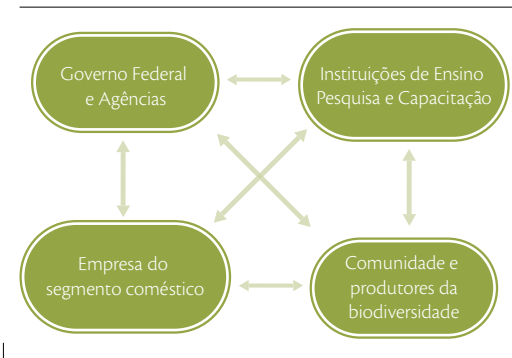 Governo Federal
e Agências
Instituições de Ensino
Pesquisa e Capacitação
Empresa do
segmento coméstico
Comunidade e
produtores da
biodiversidade